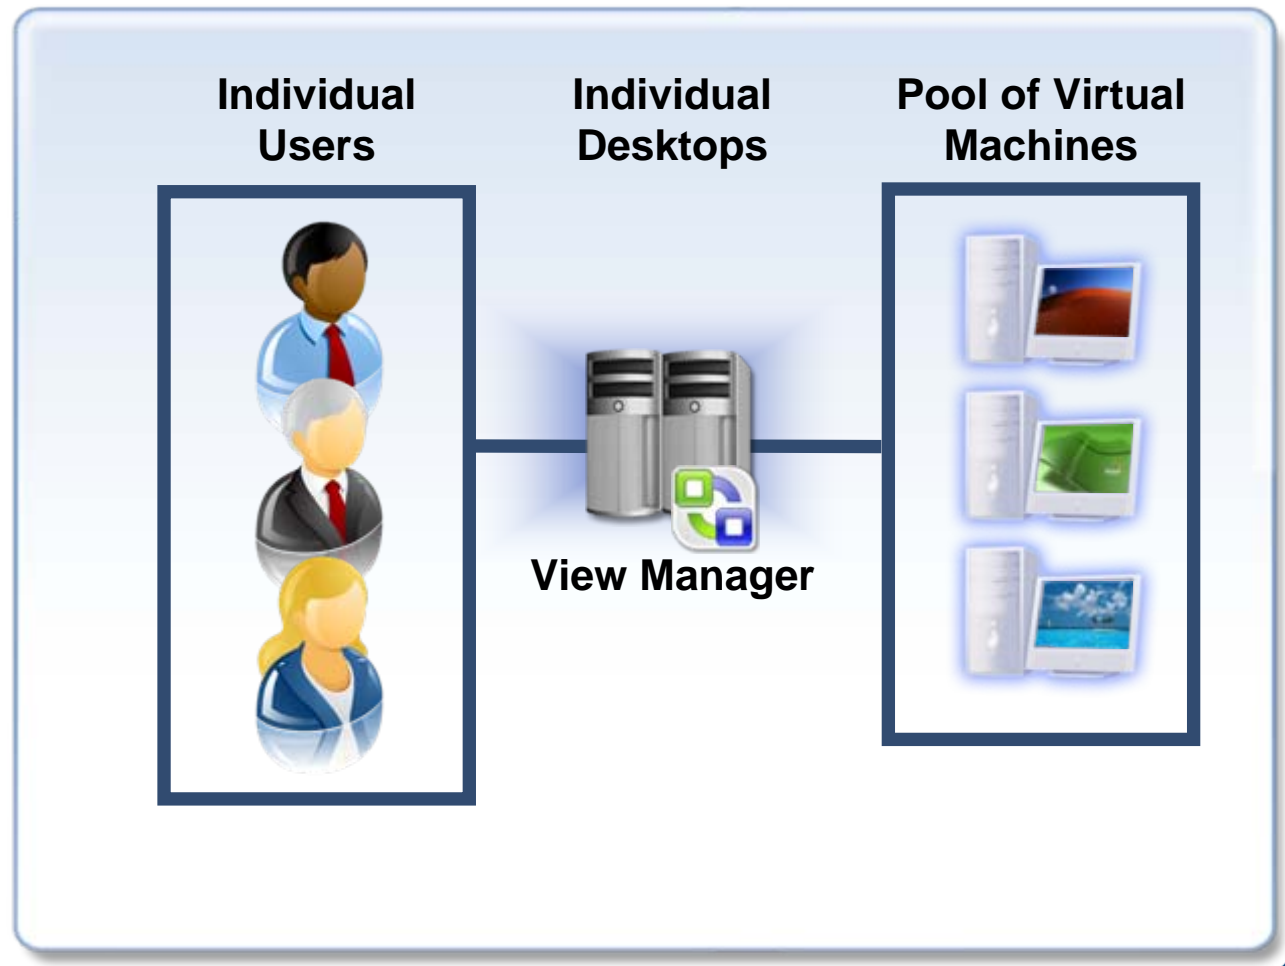 Individual
Users
Individual
Desktops
Pool of Virtual
Machines
View Manager